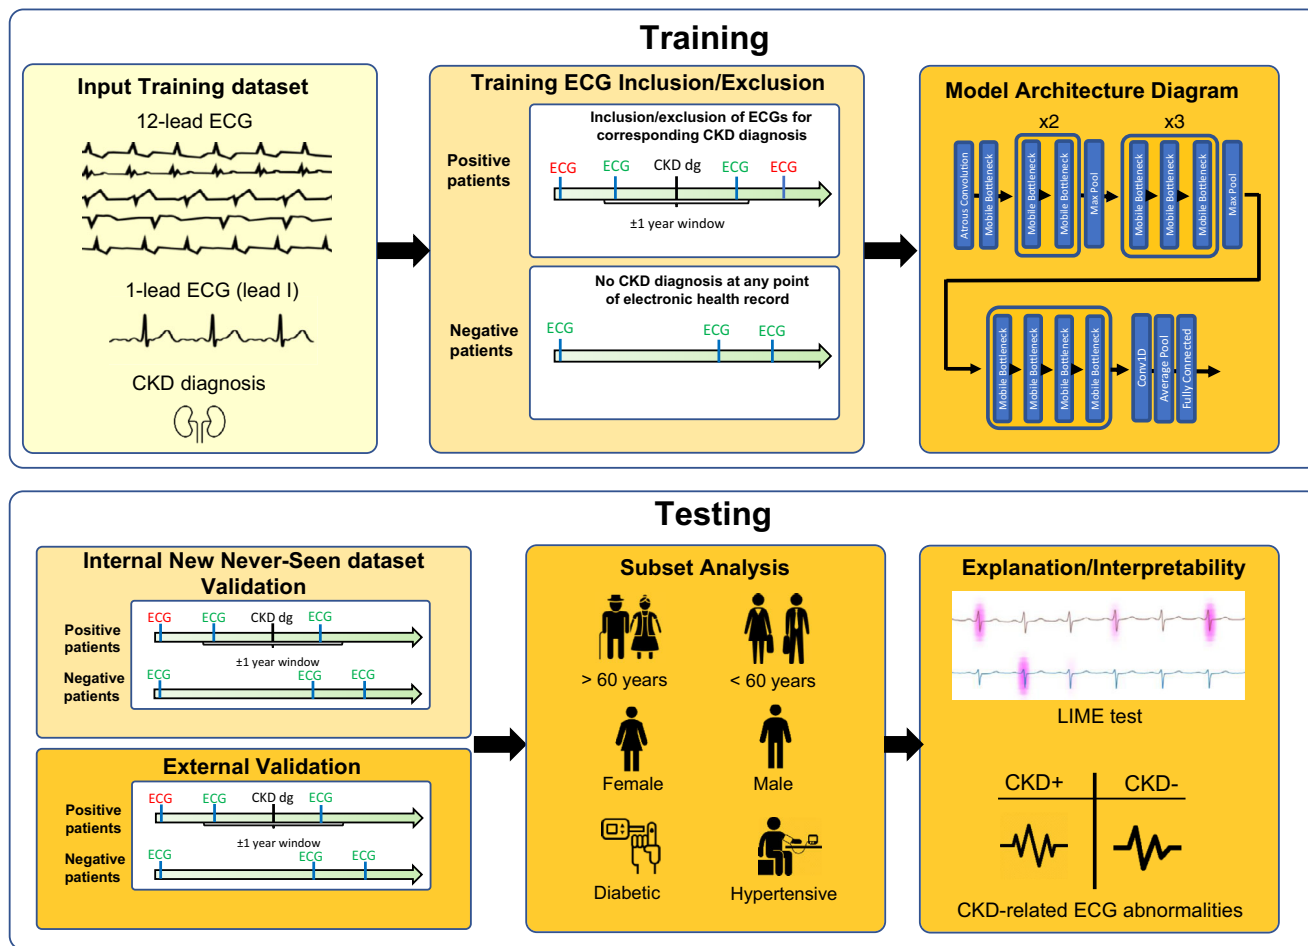 Training
Input Training dataset
12-lead ECG
1-lead ECG (lead I)
CKD diagnosis
Training ECG Inclusion/Exclusion
Inclusion/exclusion of ECGs for
corresponding CKD diagnosis
Positive
patients
ECG ECG CKD dg ECG ECG
±1 year window
No CKD diagnosis at any point
of electronic health record
Negative
patients
ECG ECG ECG
Model Architecture Diagram
x2 x3
Atrous Convolution
Mobile Bottleneck
Mobile Bottleneck
Mobile Bottleneck
Max Pool
Mobile Bottleneck
Mobile Bottleneck
Mobile Bottleneck
Max Pool
Mobile Bottleneck
Mobile Bottleneck
Mobile Bottleneck
Mobile Bottleneck
Conv1D
Average Pool
Fully Connected
Testing
Internal New Never-Seen dataset
Validation
Positive
patients
ECG ECG CKD dg ECG
±1 year window
Negative
patients
ECG ECG ECG
External Validation
Positive
patients
ECG ECG CKD dg ECG
±1 year window
Negative
patients
ECG ECG ECG
Subset Analysis
> 60 years < 60 years
Female Male
Diabetic Hypertensive
Explanation/Interpretability
LIME test
CKD+ CKD-
CKD-related ECG abnormalities